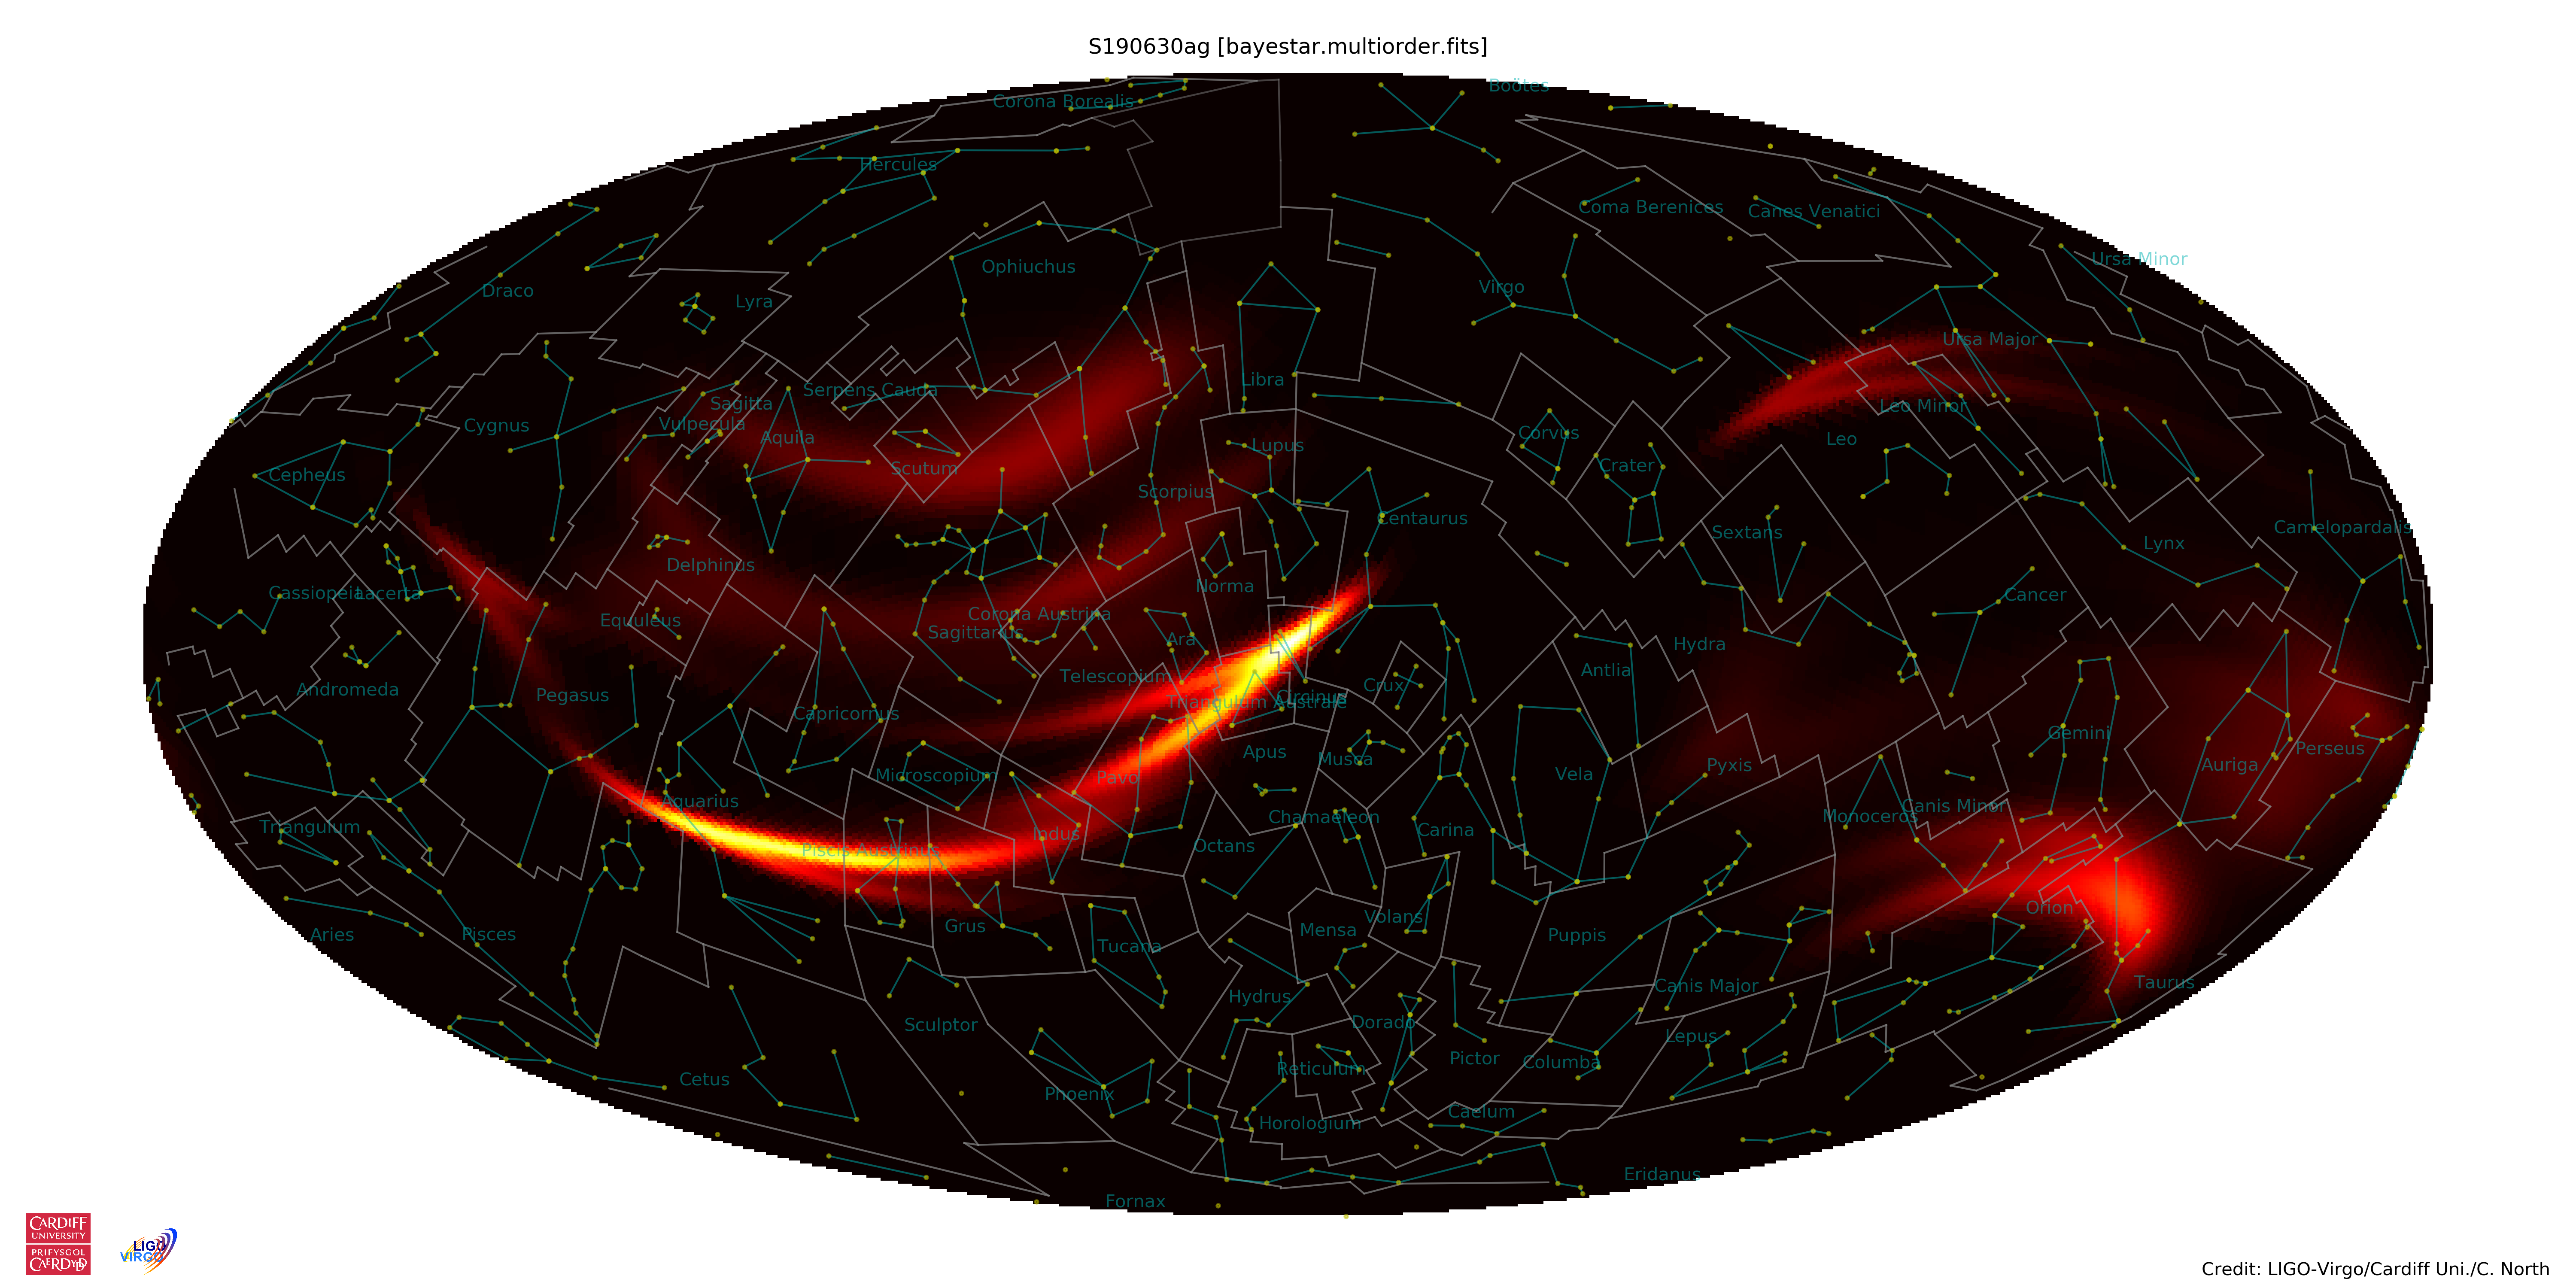 S190630ag [bayestar.multiorder.fits]
Boötes
Corona Borealis
Hercules
Coma Berenices
Canes Venatici
Ursa Minor
Ophiuchus
Draco
Lyra
Virgo
Ursa Major
Libra
Serpens Cauda
Sagitta
Leo Minor
Vulpecula
Cygnus
Aquila
Corvus
Leo
Lupus
Scutum
Crater
Cepheus
Scorpius
Centaurus
Sextans
Camelopardalis
Lynx
Delphinus
Norma
Cassiopeia
Lacerta
Cancer
Corona Austrina
Equuleus
Sagittarius
Ara
Hydra
Antlia
Telescopium
Crux
Andromeda
Pegasus
Circinus
Triangulum Australe
Capricornus
Gemini
Perseus
Apus
Musca
Auriga
Pyxis
Vela
Microscopium
Pavo
Aquarius
Canis Minor
Monoceros
Chamaeleon
Triangulum
Carina
Indus
Octans
Piscis Austrinus
Orion
Volans
Grus
Mensa
Aries
Pisces
Puppis
Tucana
Taurus
Canis Major
Hydrus
Dorado
Sculptor
Lepus
Pictor
Columba
Reticulum
Cetus
Phoenix
Caelum
Horologium
Eridanus
Fornax
CARDIFF
UNIVERSITY
PRIFYSGOL
CAERDYDD
LIGO
VIRGO
Credit: LIGO-Virgo/Cardiff Uni./C. North